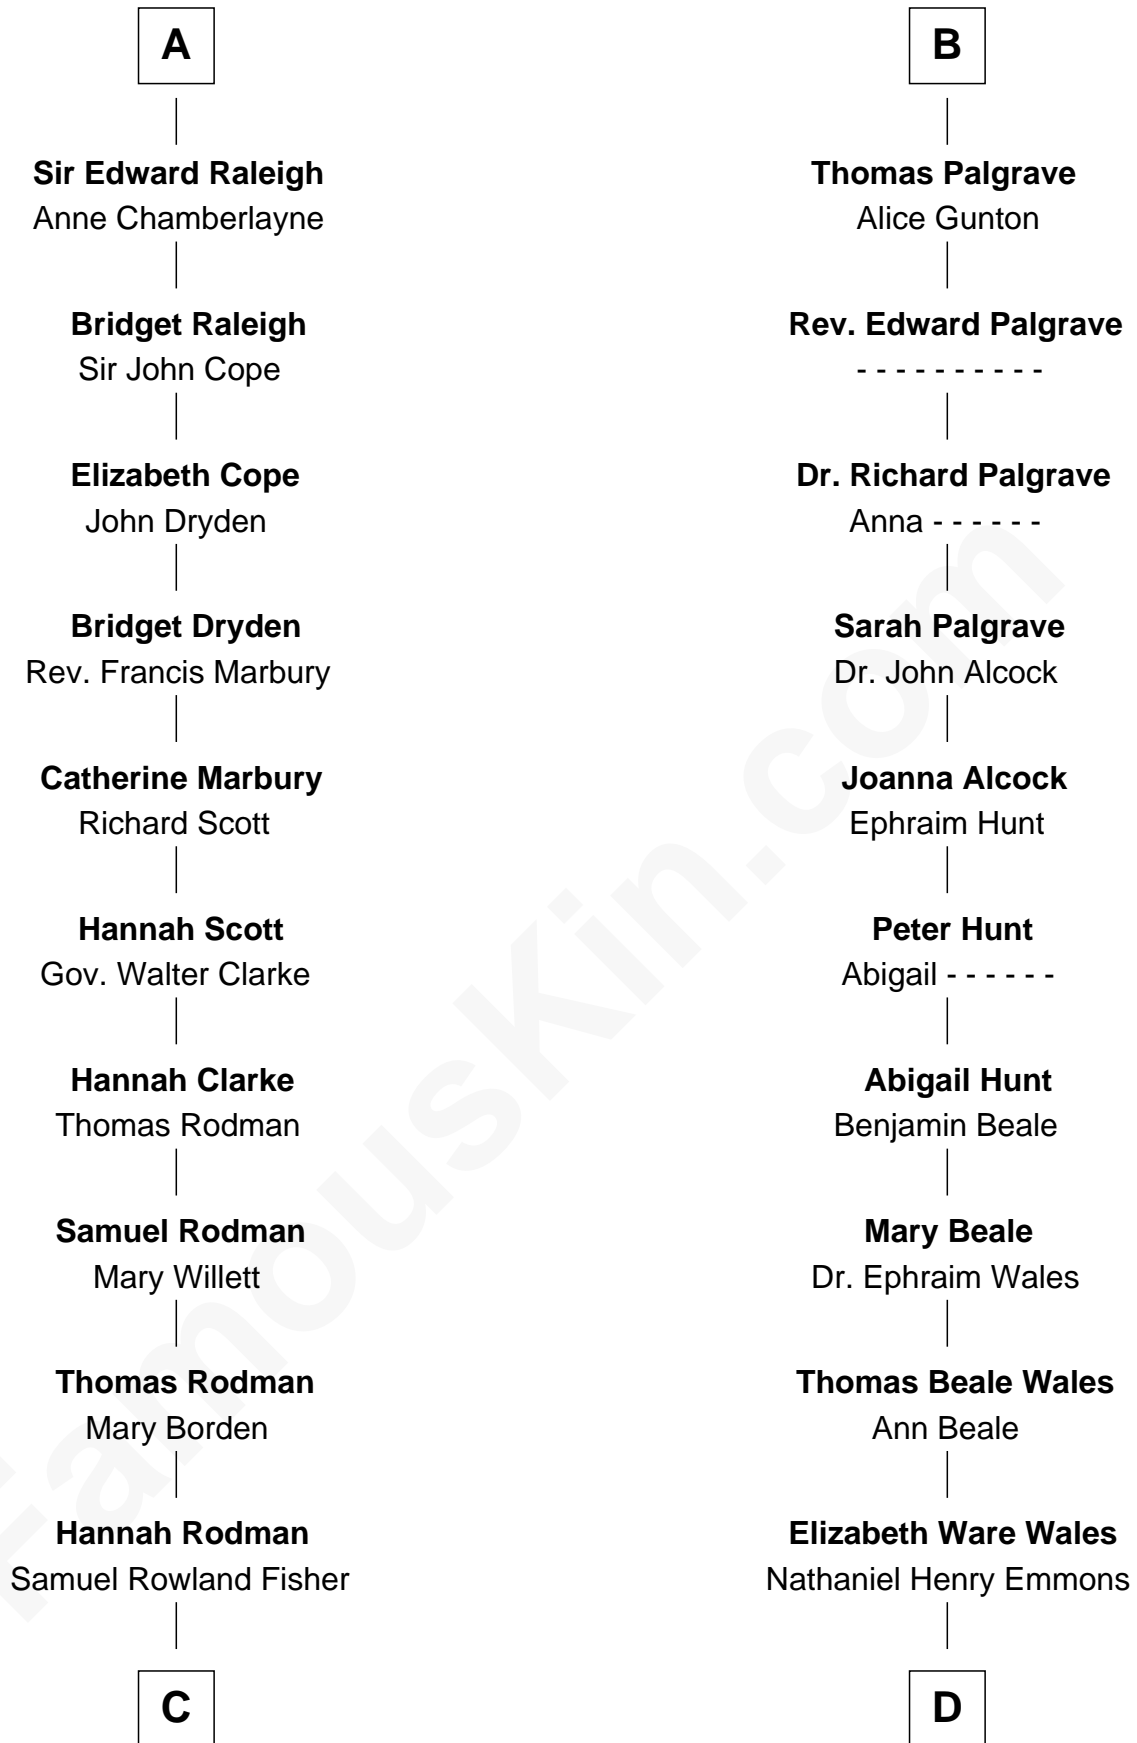 A
Sir Edward Raleigh
Anne Chamberlayne
Bridget Raleigh
Sir John Cope
Elizabeth Cope
John Dryden
Bridget Dryden
Rev. Francis Marbury
Catherine Marbury
Richard Scott
Hannah Scott
Gov. Walter Clarke
Hannah Clarke
Thomas Rodman
Samuel Rodman
Mary Willett
Thomas Rodman
Mary Borden
Hannah Rodman
Samuel Rowland Fisher
C
B
Thomas Palgrave
Alice Gunton
Rev. Edward Palgrave
- - - - - - - - - -
Dr. Richard Palgrave
Anna - - - - - -
Sarah Palgrave
Dr. John Alcock
Joanna Alcock
Ephraim Hunt
Peter Hunt
Abigail - - - - - -
Abigail Hunt
Benjamin Beale
Mary Beale
Dr. Ephraim Wales
Thomas Beale Wales
Ann Beale
Elizabeth Ware Wales
Nathaniel Henry Emmons
D
FamousKin.com